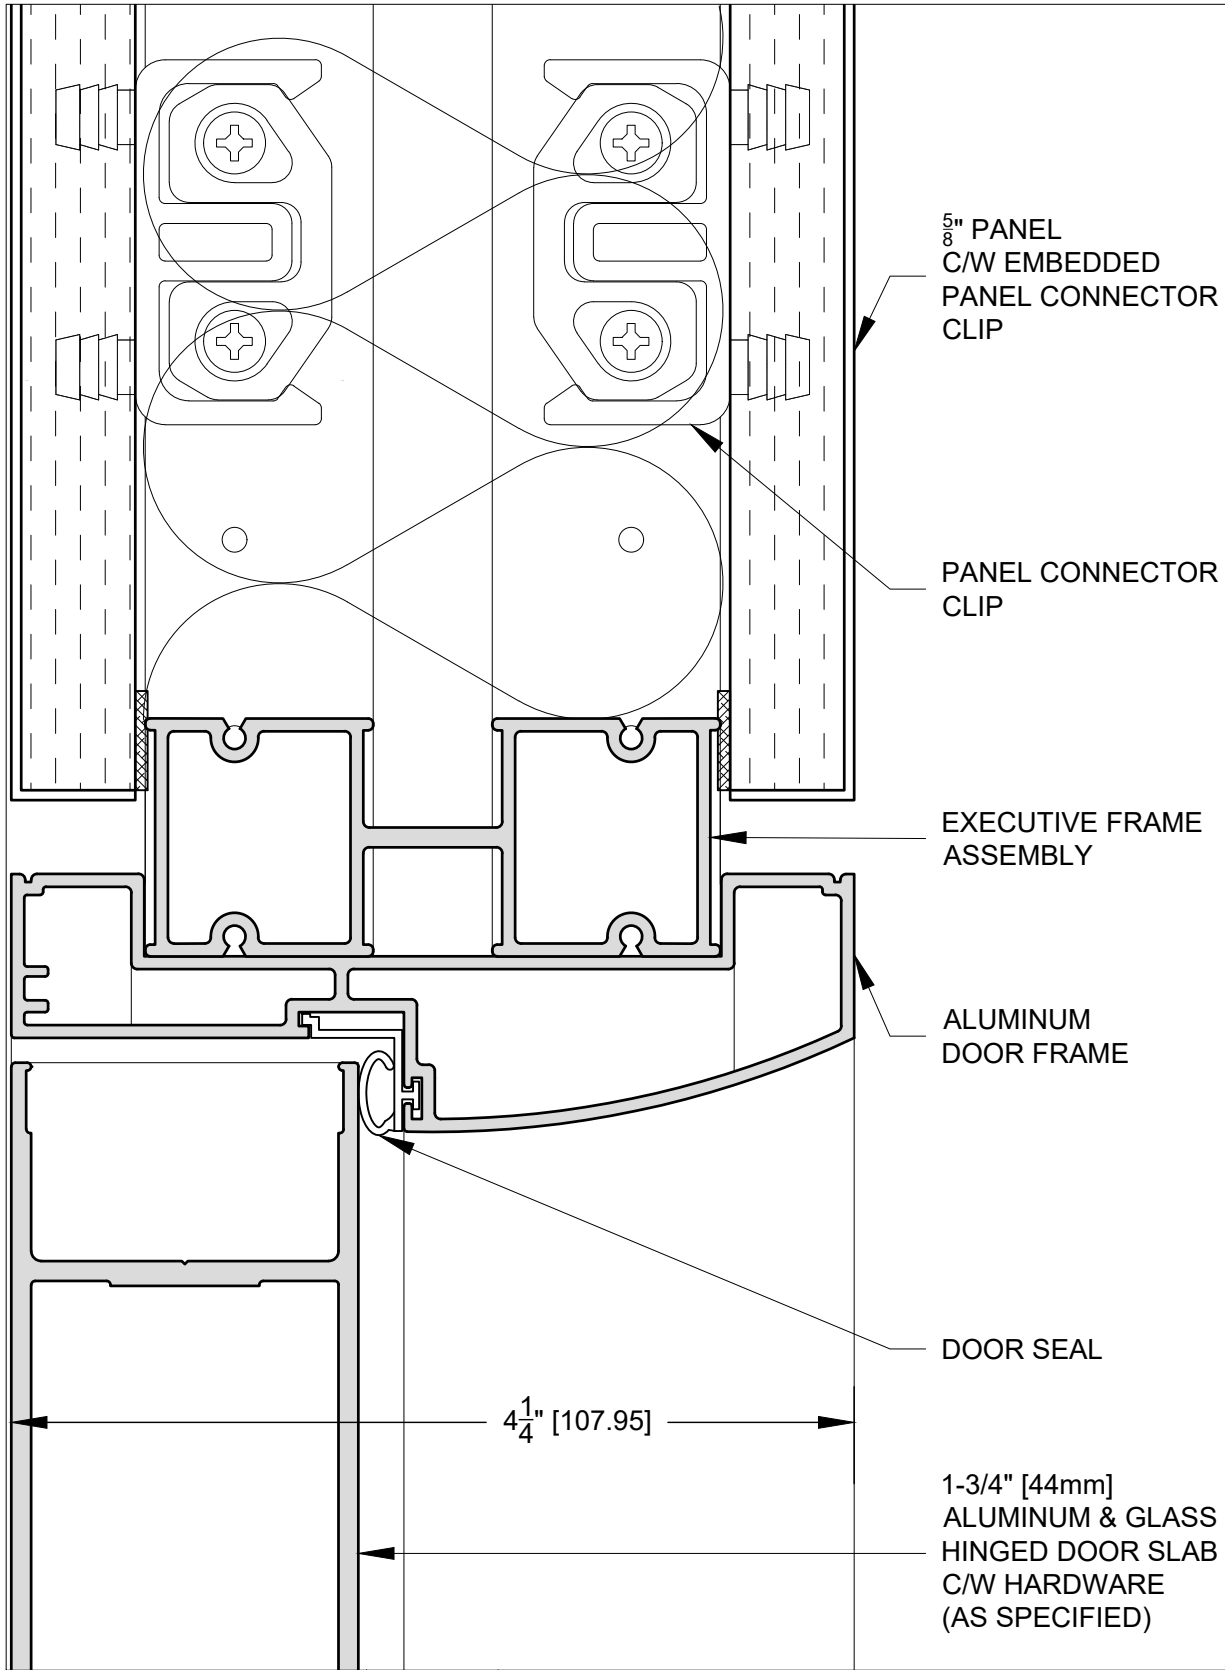 5/8" PANEL
C/W EMBEDDED
PANEL CONNECTOR
CLIP
PANEL CONNECTOR
CLIP
EXECUTIVE FRAME
ASSEMBLY
ALUMINUM
DOOR FRAME
DOOR SEAL
4 1/4" [107.95]
1-3/4" [44mm]
ALUMINUM & GLASS
HINGED DOOR SLAB
C/W HARDWARE
(AS SPECIFIED)